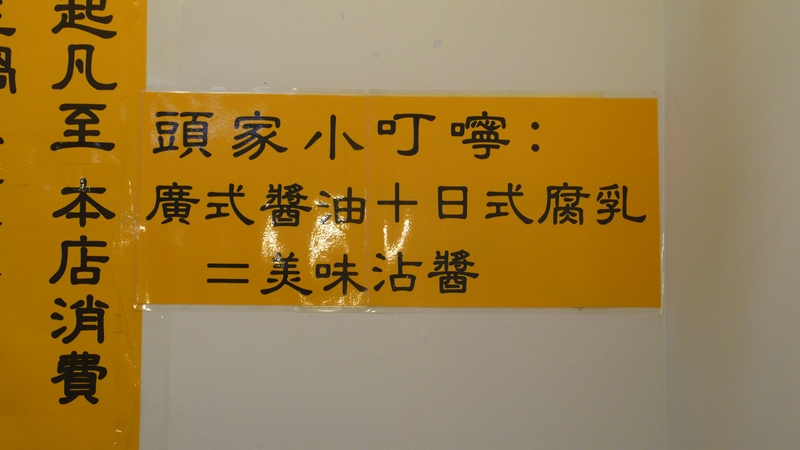 頭家小叮嚀：
廣式醬油＋日式腐乳
＝美味沾醬
起凡至本店消費